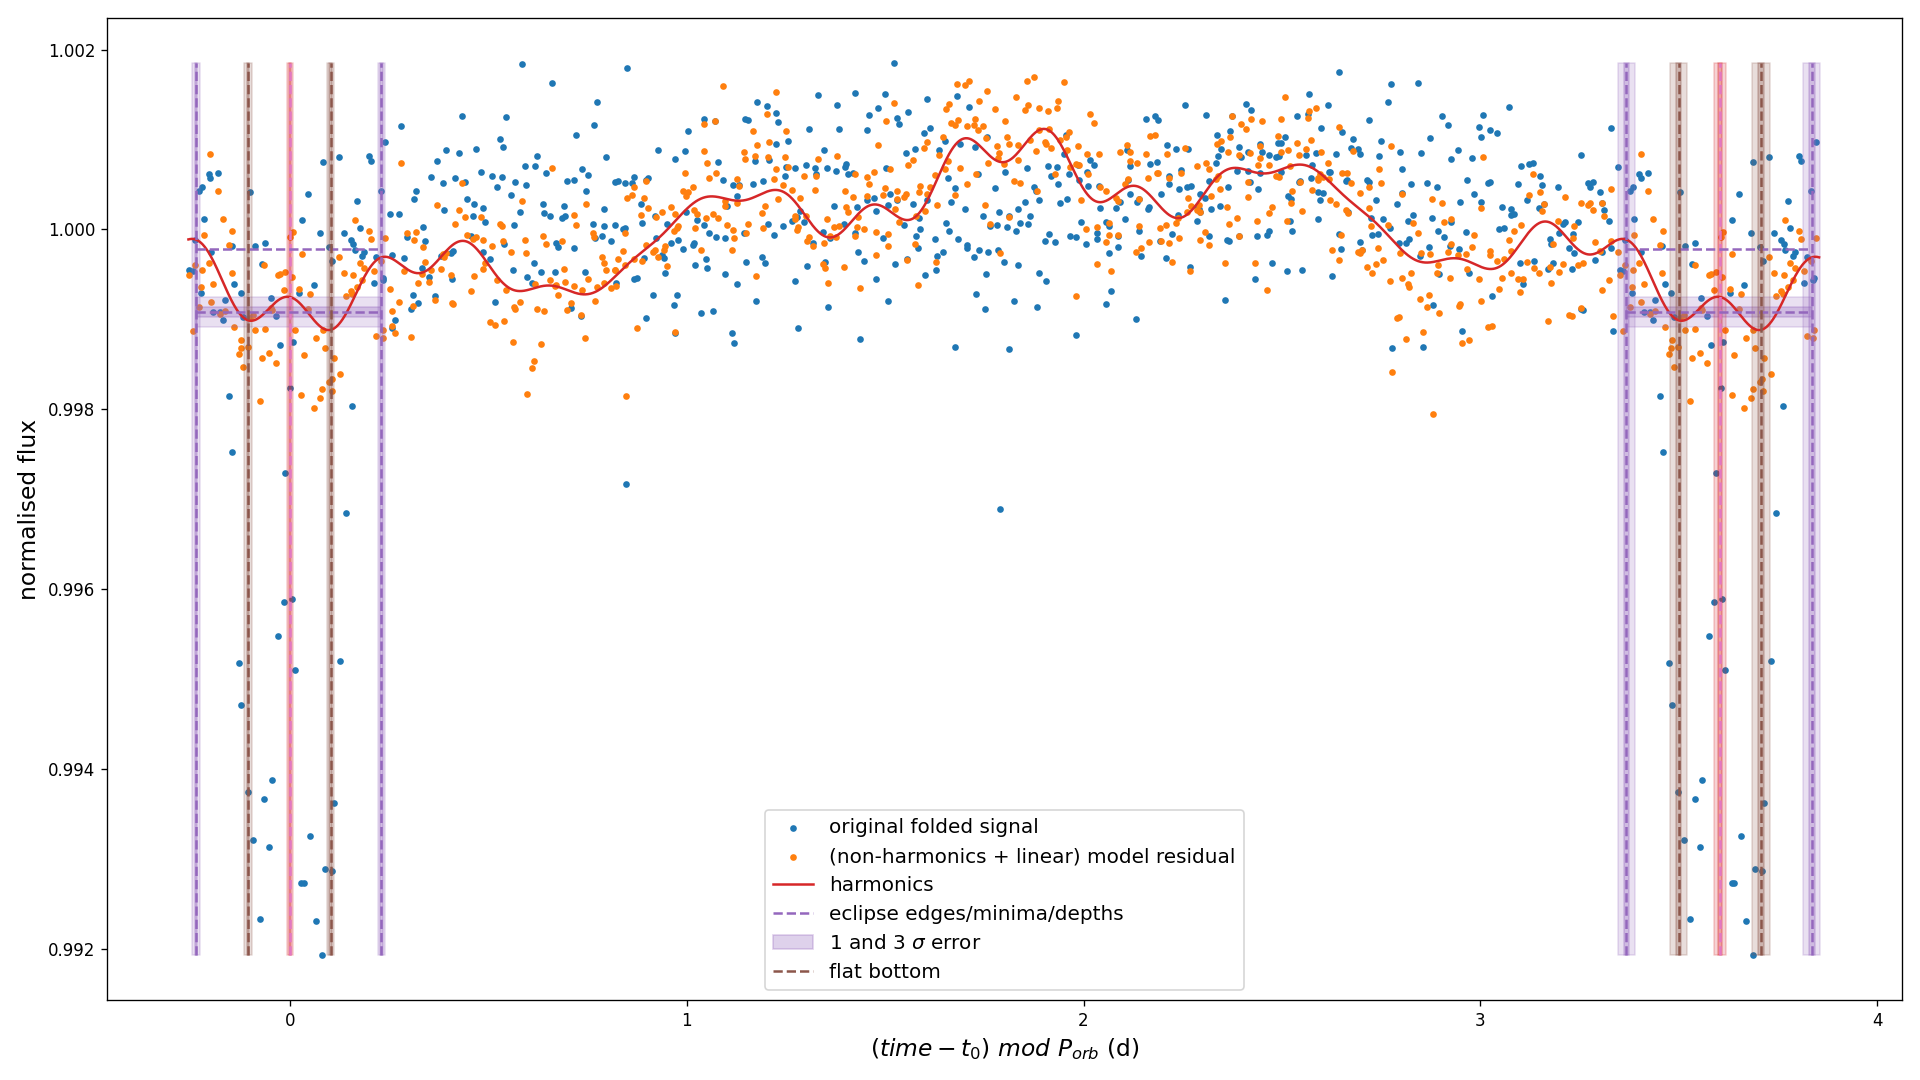 1.002
1.000
0.998
0.996
0.994
0.992
normalised flux
original folded signal
(non-harmonics + linear) model residual
harmonics
eclipse edges/minima/depths
1 and 3 σ error
flat bottom
0 1 2 3 4
(time − t₀) mod Pₒᵣb (d)